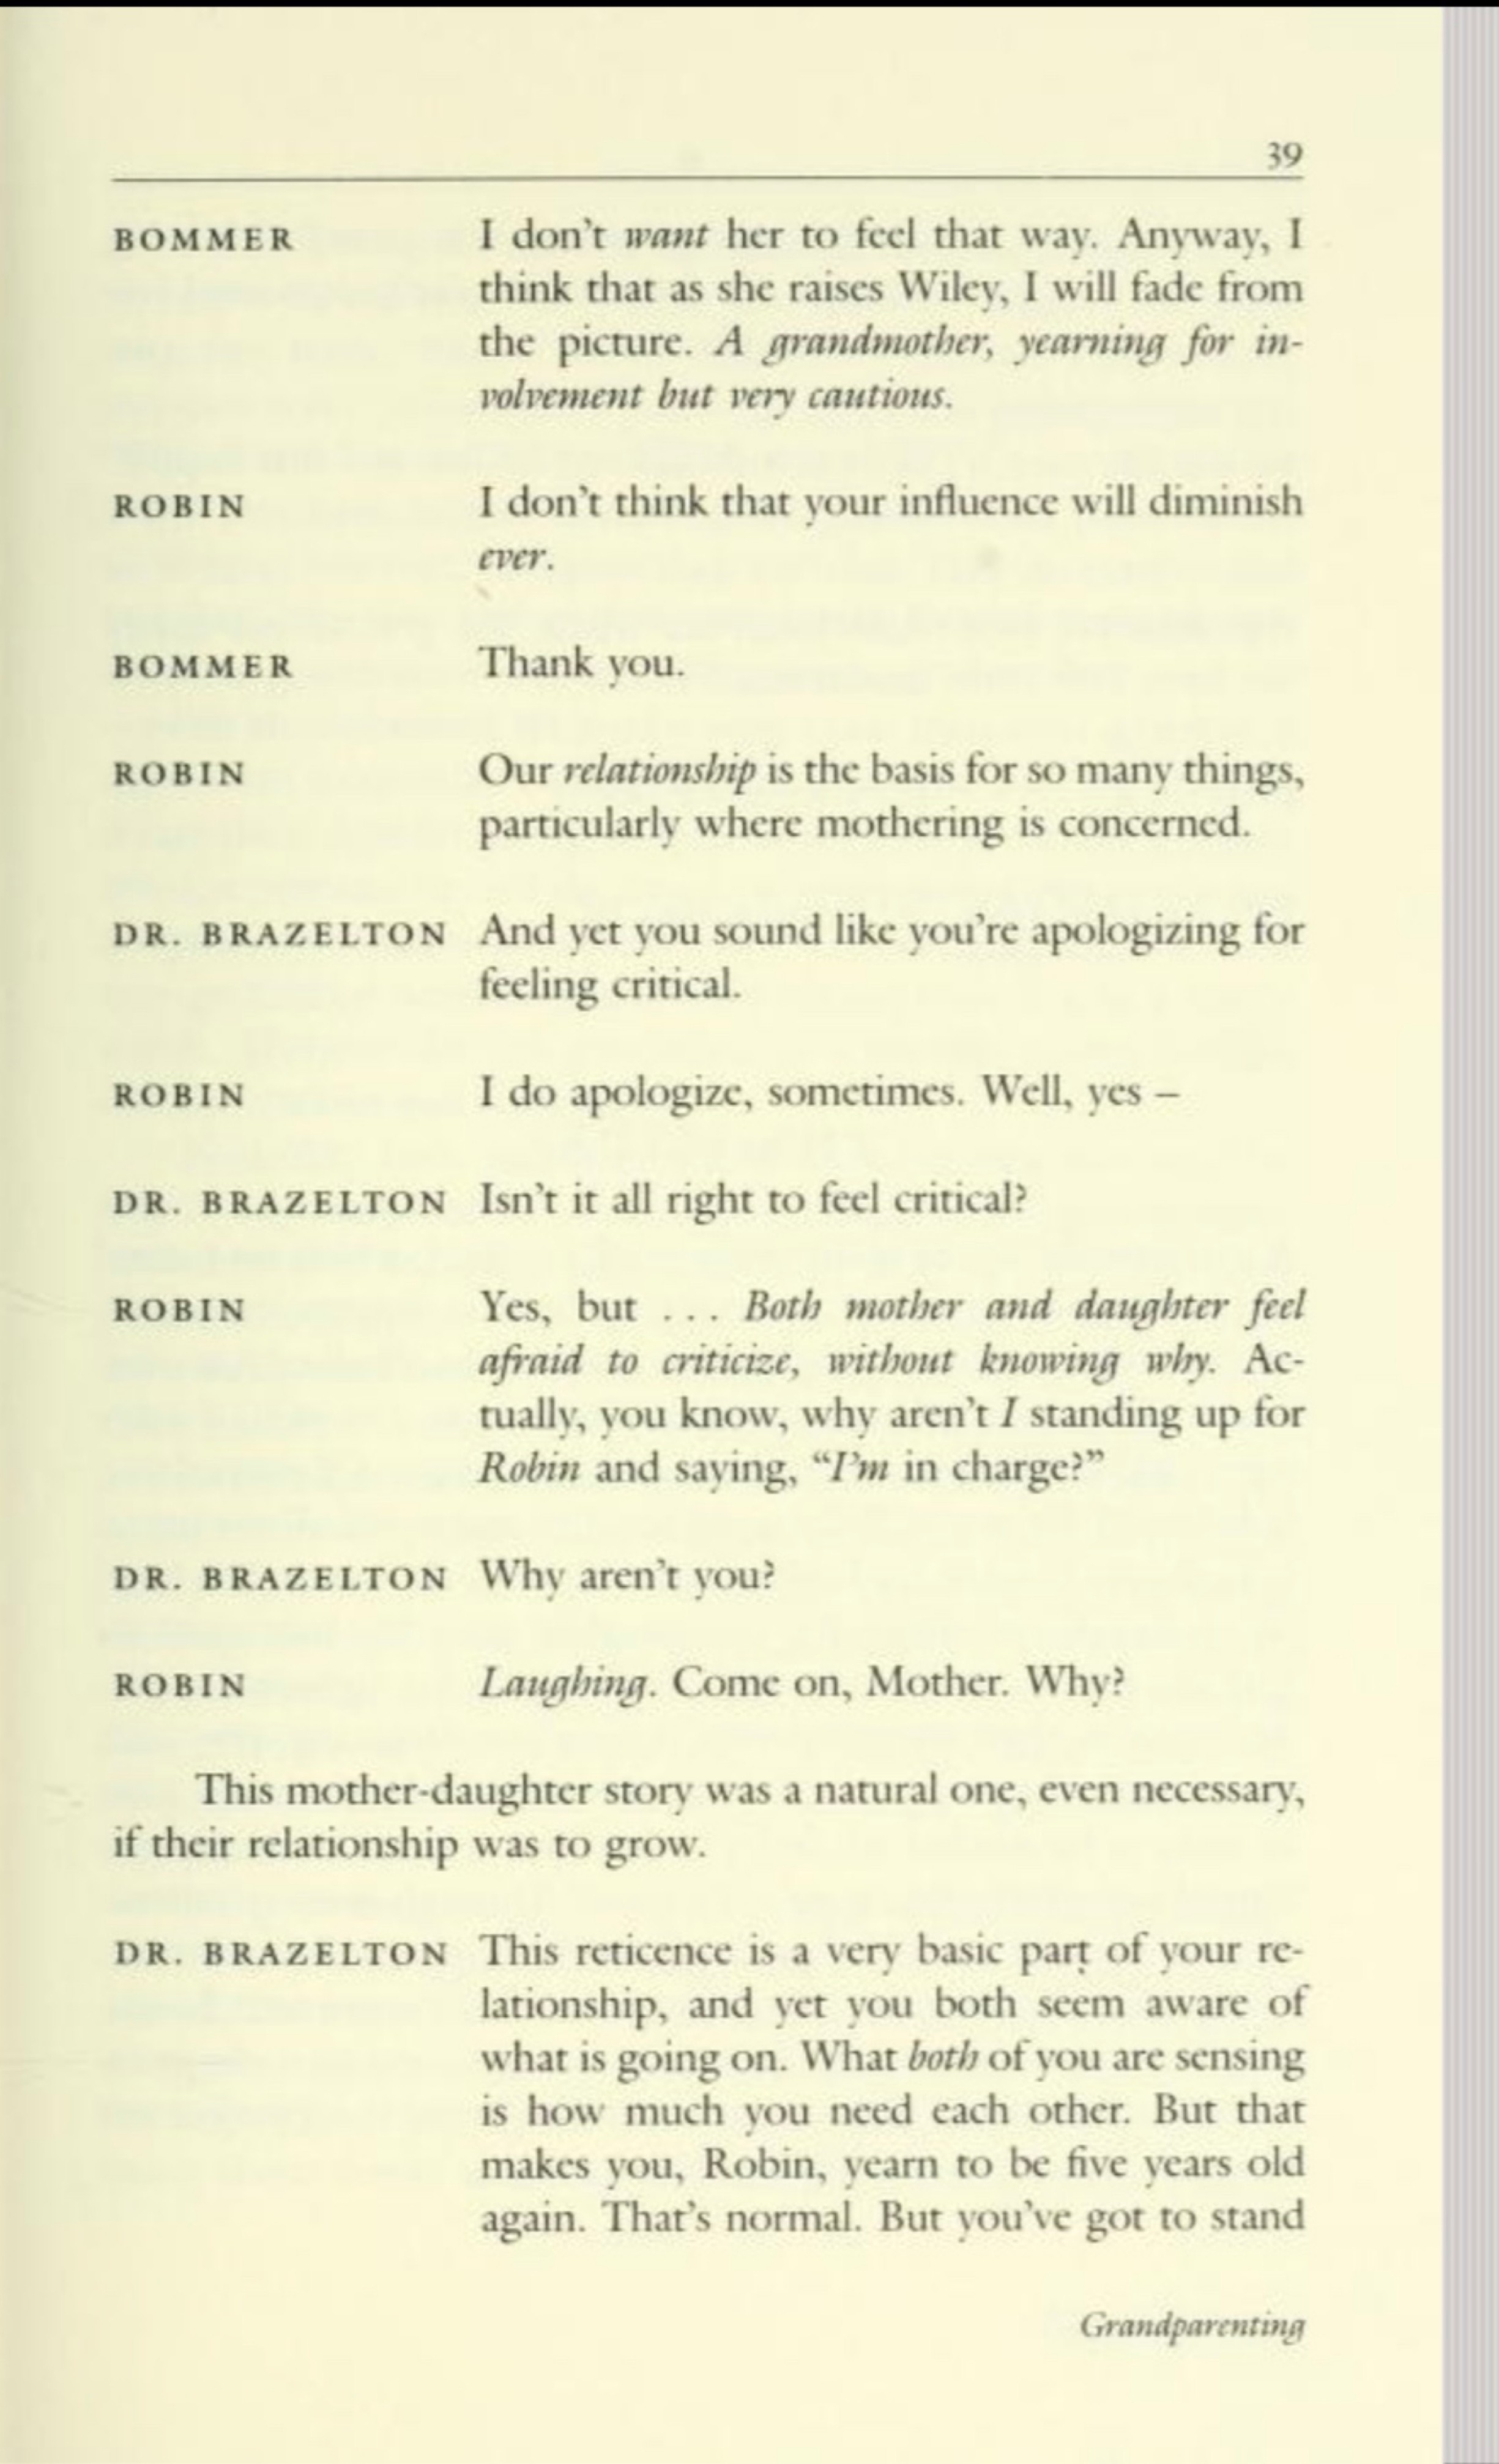 39
BOMMER I don't want her to feel that way. Anyway, I
think that as she raises Wiley, I will fade from
the picture. A grandmother, yearning for in-
volvement but very cautious.
ROBIN I don't think that your influence will diminish
ever.
BOMMER Thank you.
ROBIN Our relationship is the basis for so many things,
particularly where mothering is concerned.
DR. BRAZELTON And yet you sound like you're apologizing for
feeling critical.
ROBIN I do apologize, sometimes. Well, yes –
DR. BRAZELTON Isn't it all right to feel critical?
ROBIN Yes, but . . . Both mother and daughter feel
afraid to criticize, without knowing why. Ac-
tually, you know, why aren't I standing up for
Robin and saying, “I'm in charge?”
DR. BRAZELTON Why aren't you?
ROBIN Laughing. Come on, Mother. Why?
This mother-daughter story was a natural one, even necessary,
if their relationship was to grow.
DR. BRAZELTON This reticence is a very basic part of your re-
lationship, and yet you both seem aware of
what is going on. What both of you are sensing
is how much you need each other. But that
makes you, Robin, yearn to be five years old
again. That's normal. But you've got to stand
Grandparenting